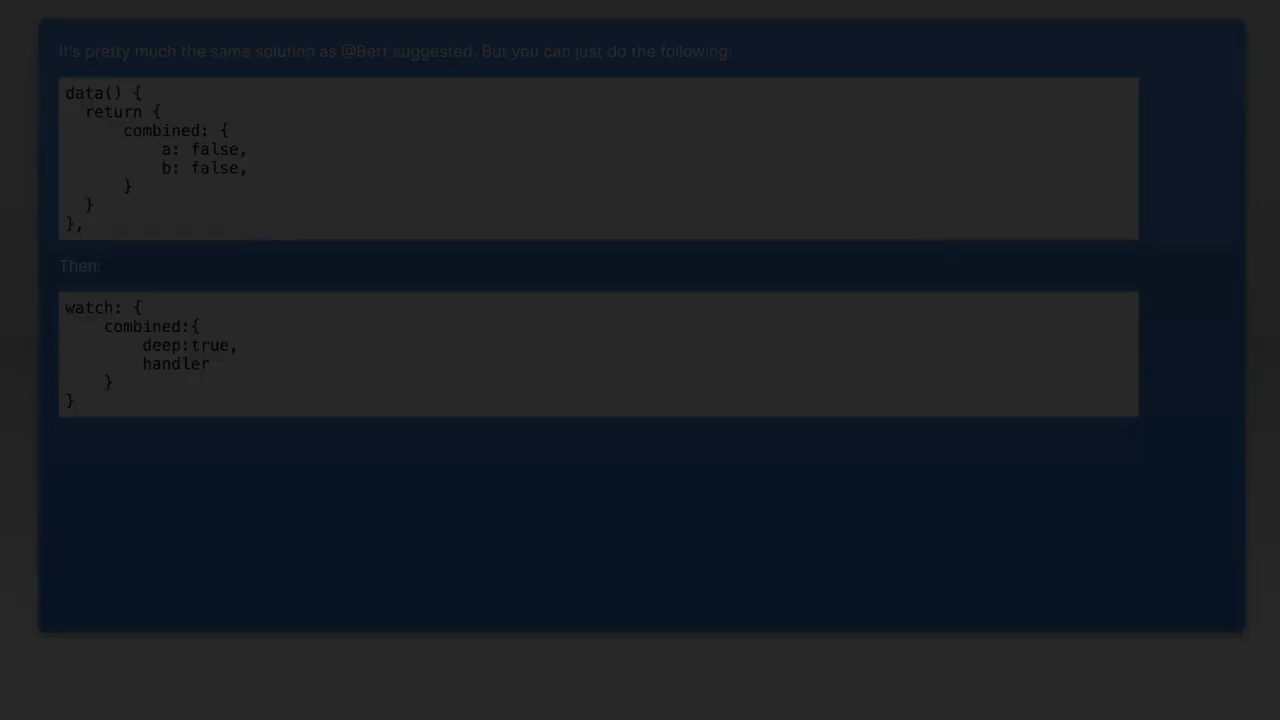 It's pretty much the same solution as @Bert suggested. But you can just do the following:
data() {
  return {
      combined: {
          a: false,
          b: false,
      }
  }
},
Then:
watch: {
    combined:{
        deep:true,
        handler
    }
}